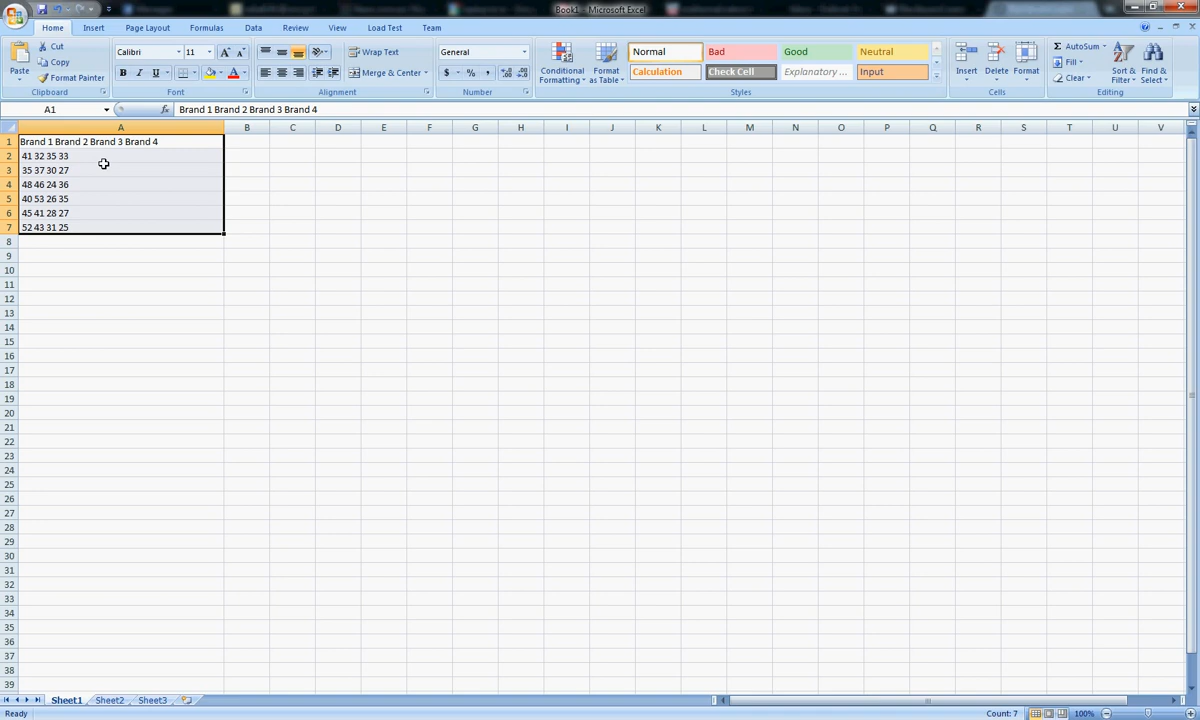 Book1 - Microsoft Excel
Home Insert Page Layout Formulas Data Review View Load Test Team
Paste Cut Copy Format Painter
Clipboard
Calibri 11
B I U A
Font
Wrap Text
Merge & Center
Alignment
General
$ % ,
Number
Conditional Formatting
Format as Table
Normal Bad Good Neutral
Calculation Check Cell Explanatory ... Input
Styles
Insert Delete Format
Cells
Σ AutoSum
Fill
Clear
Sort & Filter
Find & Select
Editing
A1 fx Brand 1 Brand 2 Brand 3 Brand 4
A B C D E F G H I J K L M N O P Q R S T U V
1 Brand 1 Brand 2 Brand 3 Brand 4
2 41 32 35 33
3 35 37 30 27
4 48 46 24 36
5 40 53 26 35
6 45 41 28 27
7 52 43 31 25
8
9
10
11
12
13
14
15
16
17
18
19
20
21
22
23
24
25
26
27
28
29
30
31
32
33
34
35
36
37
38
39
Sheet1 Sheet2 Sheet3
Ready Count: 7 100%